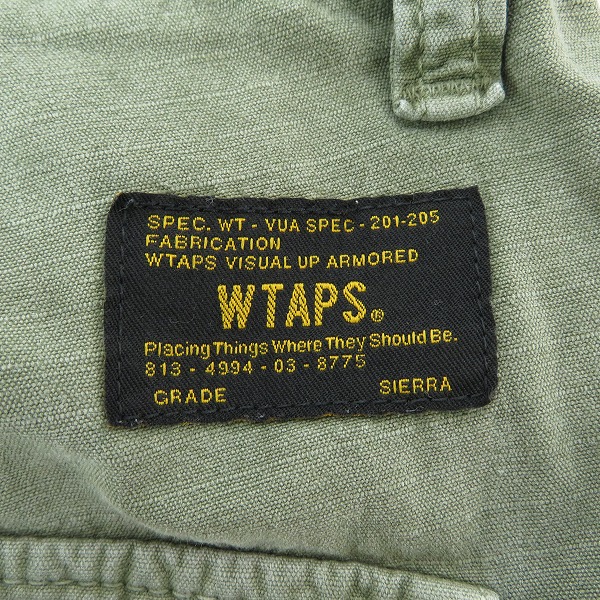 SPEC. WT - VUA SPEC - 201-205
FABRICATION
WTAPS VISUAL UP ARMORED
WTAPS®
Placing Things Where They Should Be.
813 - 4994 - 03 - 8775
GRADE SIERRA